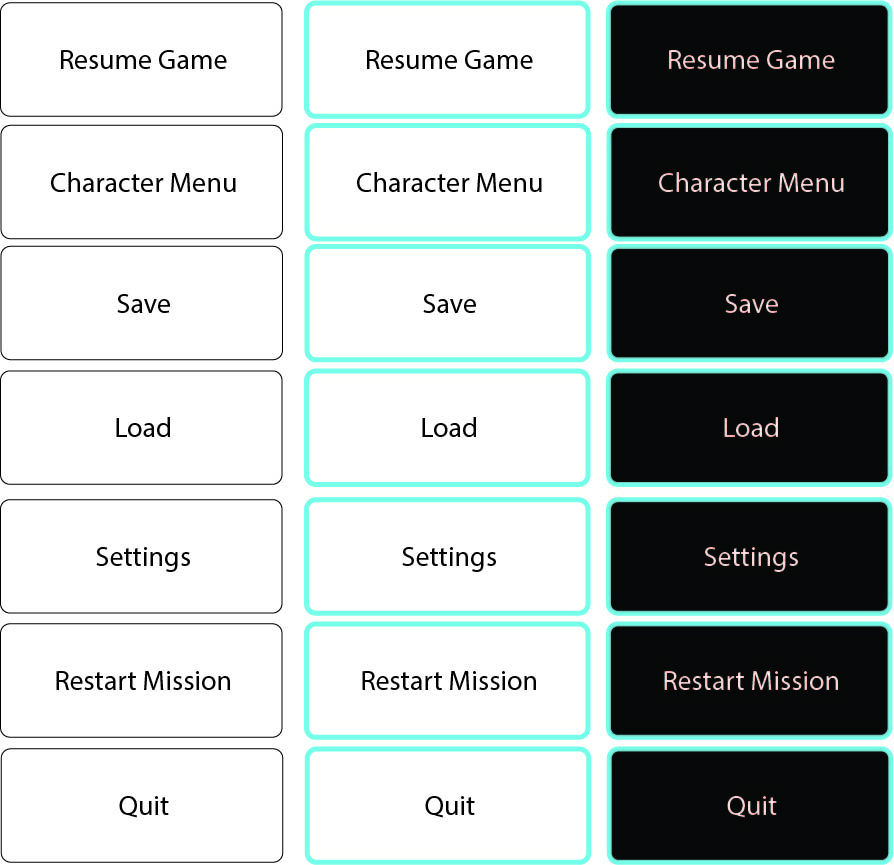 Resume Game
Resume Game
Resume Game
Character Menu
Character Menu
Character Menu
Save
Save
Save
Load
Load
Load
Settings
Settings
Settings
Restart Mission
Restart Mission
Restart Mission
Quit
Quit
Quit